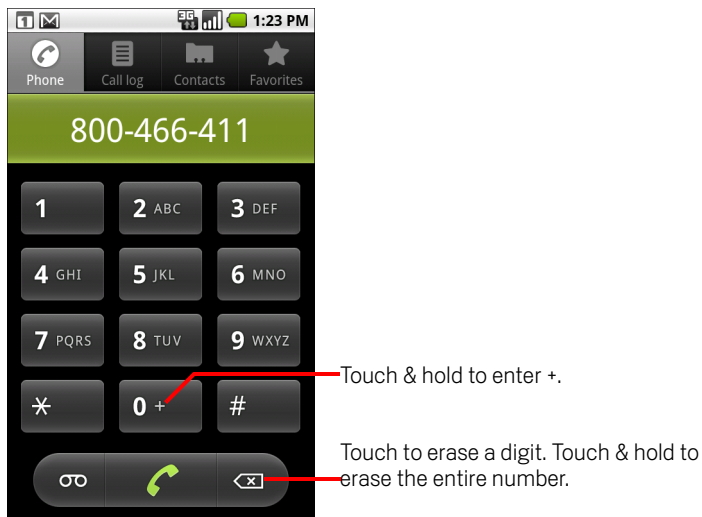 1 3G 1:23 PM
Phone Call log Contacts Favorites
800-466-411
1 2 ABC 3 DEF
4 GHI 5 JKL 6 MNO
7 PQRS 8 TUV 9 WXYZ
Touch & hold to enter +.
* 0 + #
Touch to erase a digit. Touch & hold to
erase the entire number.